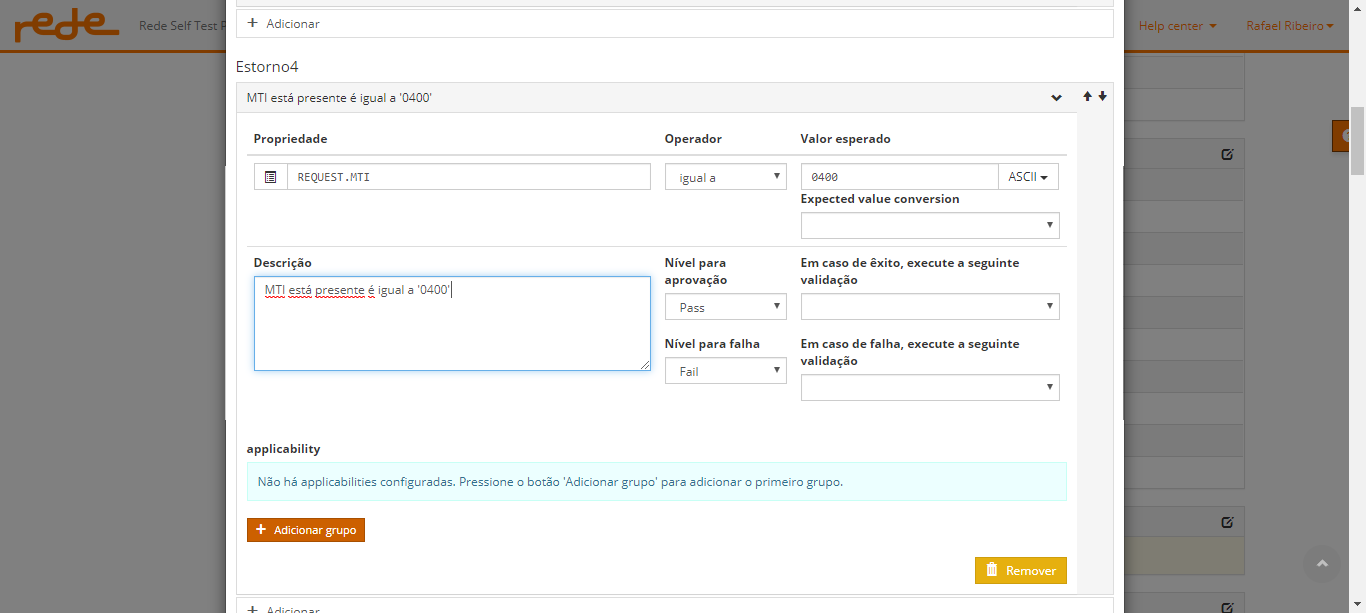 rede
Rede Self Test
Help center
Rafael Ribeiro
Adicionar
Estorno4
MTI está presente é igual a '0400'
Propriedade Operador Valor esperado
REQUEST.MTI igual a 0400 ASCII
Expected value conversion
Descrição
MTI está presente é igual a '0400'
Nível para
aprovação
Pass
Em caso de êxito, execute a seguinte
validação
Nível para falha
Fail
Em caso de falha, execute a seguinte
validação
applicability
Não há applicabilities configuradas. Pressione o botão 'Adicionar grupo' para adicionar o primeiro grupo.
Adicionar grupo
Remover
Adicionar